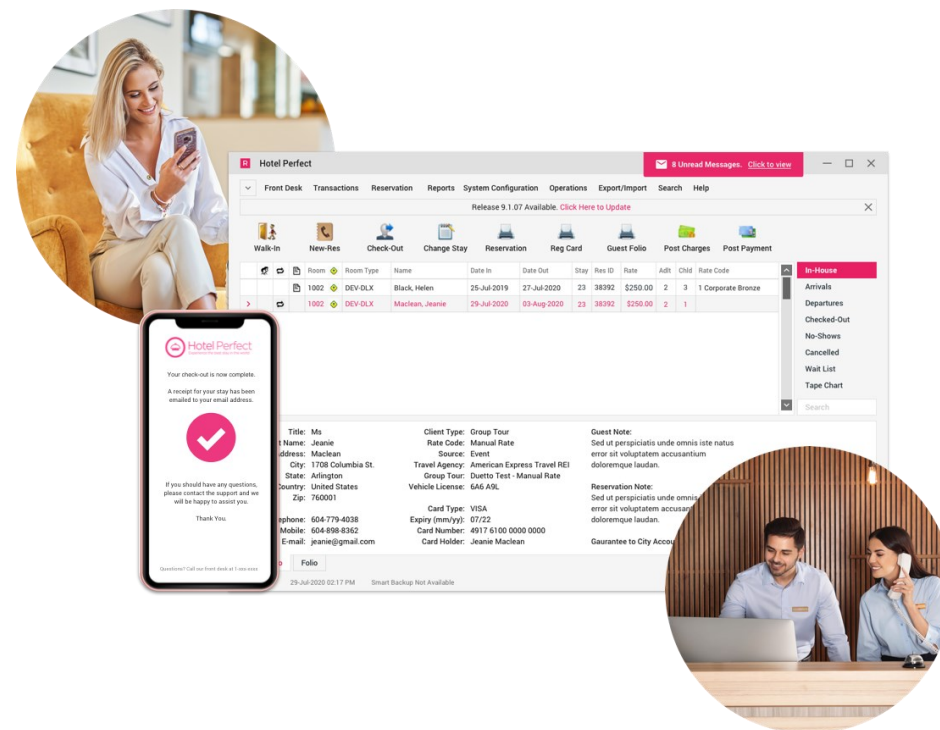 R Hotel Perfect
8 Unread Messages. Click to view
Front Desk Transactions Reservation Reports System Configuration Operations Export/Import Search Help
Release 9.1.07 Available. Click Here to Update
Walk-In New-Res Check-Out Change Stay Reservation Reg Card Guest Folio Post Charges Post Payment
Room Room Type Name Date In Date Out Stay Res ID Rate Adlt Chld Rate Code
1002 DEV-DLX Black, Helen 25-Jul-2019 27-Jul-2020 23 38392 $250.00 2 3 1 Corporate Bronze
1002 DEV-DLX Maclean, Jeanie 29-Jul-2020 03-Aug-2020 23 38392 $250.00 2 1
In-House
Arrivals
Departures
Checked-Out
No-Shows
Cancelled
Wait List
Tape Chart
Search
Hotel Perfect
Your check-out is now complete.
A receipt for your stay has been
emailed to your email address.
If you should have any questions,
please contact the support and we
will be happy to assist you.
Thank You.
Title: Ms
t Name: Jeanie
ddress: Maclean
City: 1708 Columbia St.
State: Arlington
Country: United States
Zip: 760001
ephone: 604-779-4038
Mobile: 604-898-8362
E-mail: jeanie@gmail.com
Client Type: Group Tour
Rate Code: Manual Rate
Source: Event
Travel Agency: American Express Travel REI
Group Tour: Duetto Test - Manual Rate
Vehicle License: 6A6 A9L
Card Type: VISA
Expiry (mm/yy): 07/22
Card Number: 4917 6100 0000 0000
Card Holder: Jeanie Maclean
Guest Note:
Sed ut perspiciatis unde omnis iste natus
error sit voluptatem accusantium
doloremque laudan.
Reservation Note:
Sed ut perspiciatis unde omnis
error sit voluptatem accusant
doloremque laudan.
Gaurantee to City Accou
Folio
29-Jul-2020 02:17 PM Smart Backup Not Available